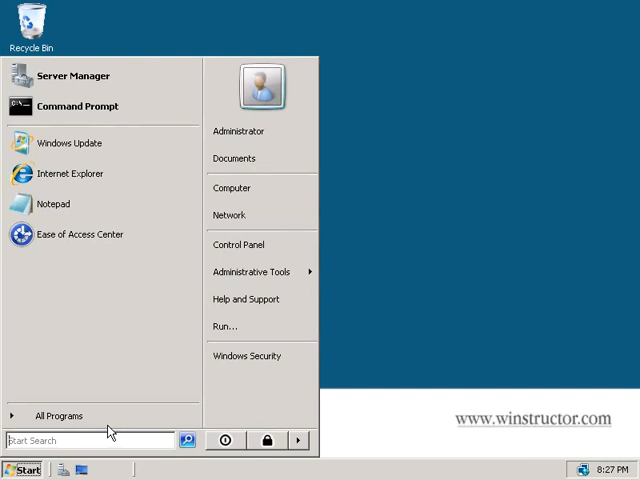 Recycle Bin
Server Manager
C:\_
Command Prompt
Windows Update
Internet Explorer
Notepad
Ease of Access Center
All Programs
Start Search
Administrator
Documents
Computer
Network
Control Panel
Administrative Tools
Help and Support
Run...
Windows Security
www.winstructor.com
Start
8:27 PM